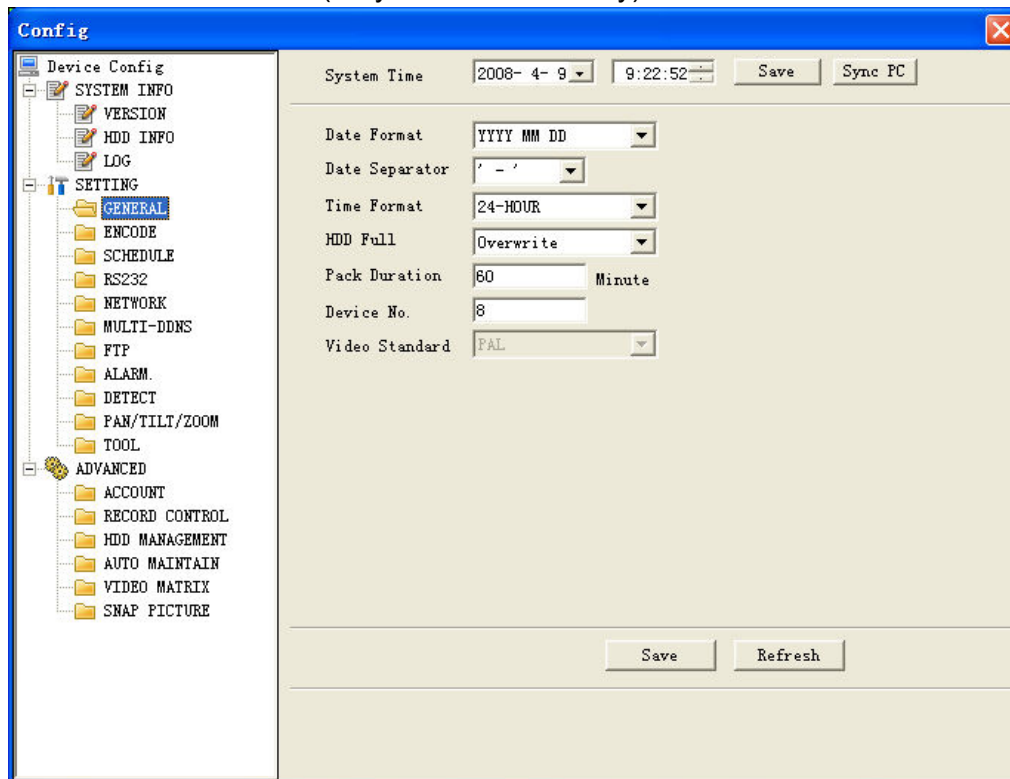 Config
Device Config
SYSTEM INFO
VERSION
HDD INFO
LOG
SETTING
GENERAL
ENCODE
SCHEDULE
RS232
NETWORK
MULTI-DDNS
FTP
ALARM.
DETECT
PAN/TILT/ZOOM
TOOL
ADVANCED
ACCOUNT
RECORD CONTROL
HDD MANAGEMENT
AUTO MAINTAIN
VIDEO MATRIX
SNAP PICTURE
System Time 2008- 4- 9 9:22:52 Save Sync PC
Date Format YYYY MM DD
Date Separator ' - '
Time Format 24-HOUR
HDD Full Overwrite
Pack Duration 60 Minute
Device No. 8
Video Standard PAL
Save Refresh